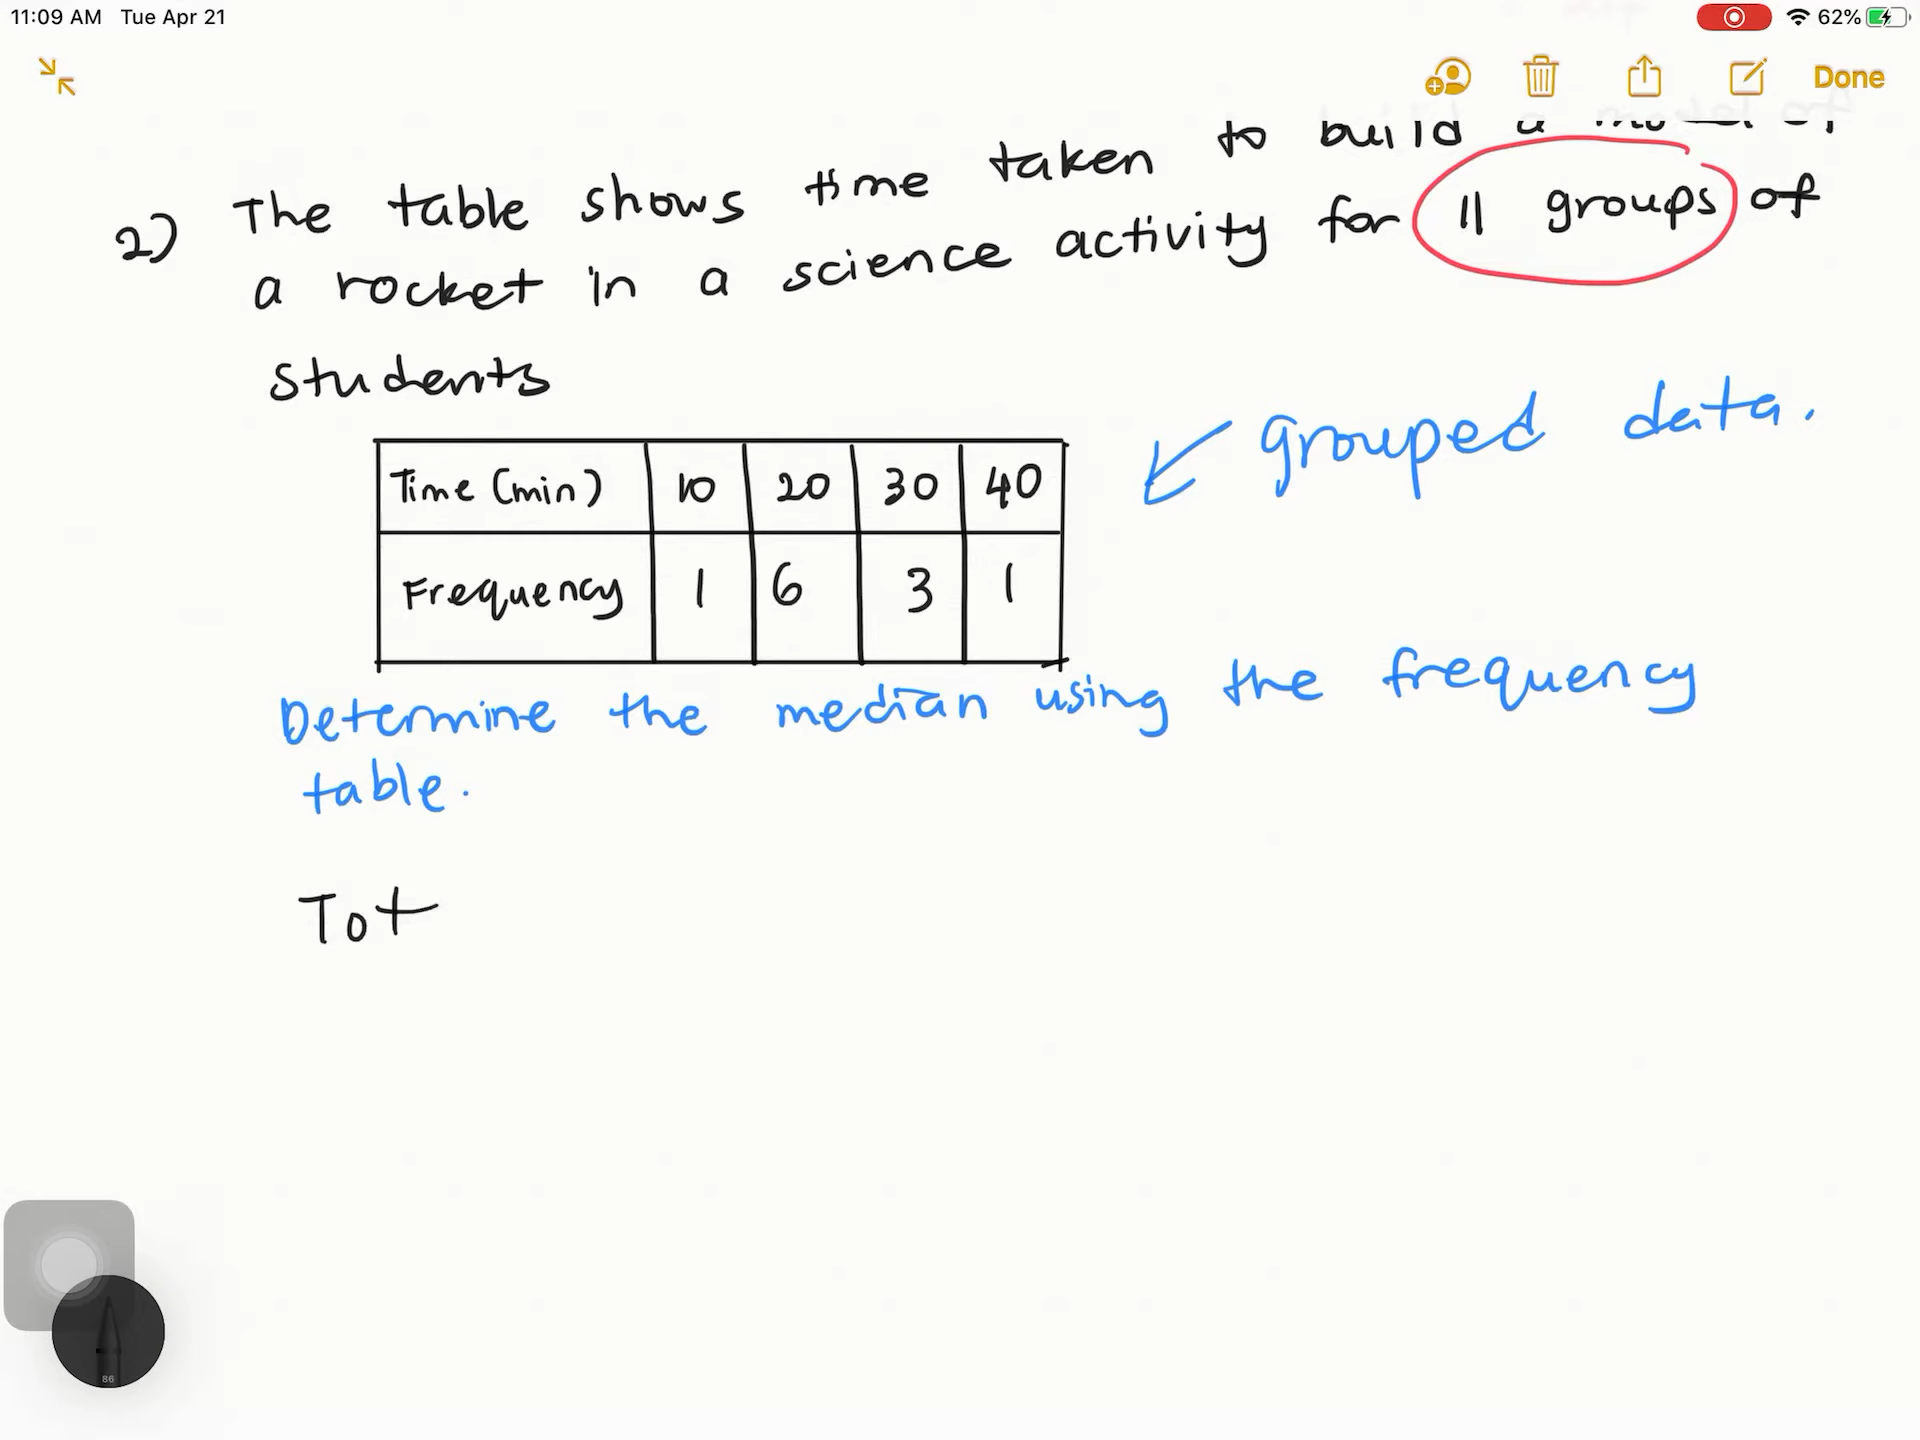 11:09 AM Tue Apr 21
62%
Done
2) The table shows time taken to build a
a rocket in a science activity for 11 groups of
students
grouped data.
Time (min) 10 20 30 40
Frequency 1 6 3 1
Determine the median using the frequency
table.
Tot
86